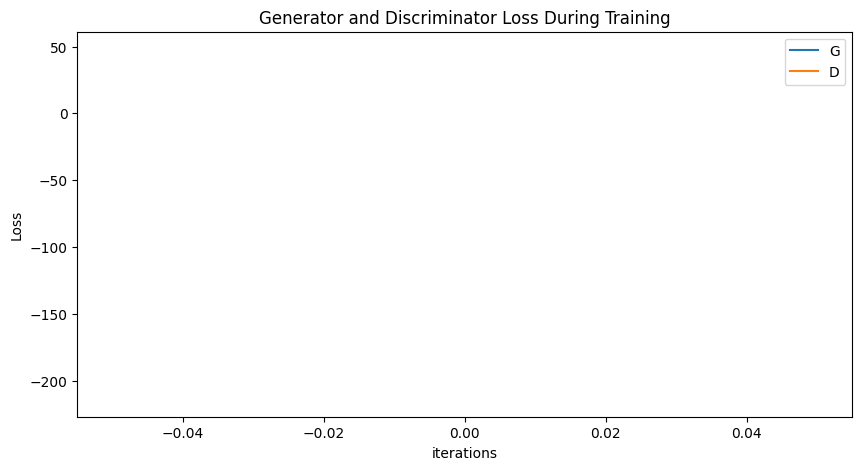 Generator and Discriminator Loss During Training
G
D
50
0
−50
−100
−150
−200
Loss
−0.04
−0.02
0.00
0.02
0.04
iterations